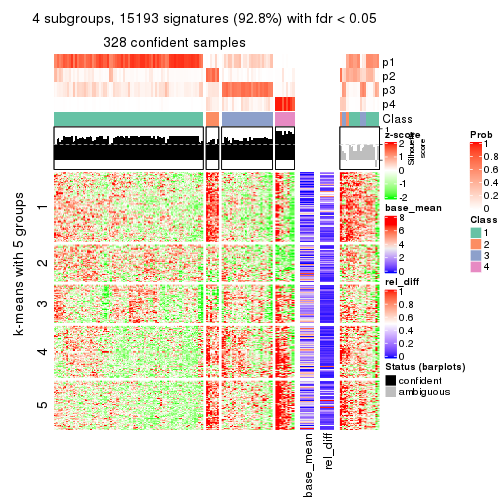 4 subgroups, 15193 signatures (92.8%) with fdr < 0.05
328 confident samples
p1
p2
p3
p4
Class
1
Silhouette
score
k-means with 5 groups
1
2
3
4
5
base_mean
rel_diff
z-score
2
1
0
-1
-2
base_mean
8
6
4
2
0
rel_diff
1
0.8
0.6
0.4
0.2
0
Status (barplots)
confident
ambiguous
Prob
1
0.8
0.6
0.4
0.2
0
Class
1
2
3
4